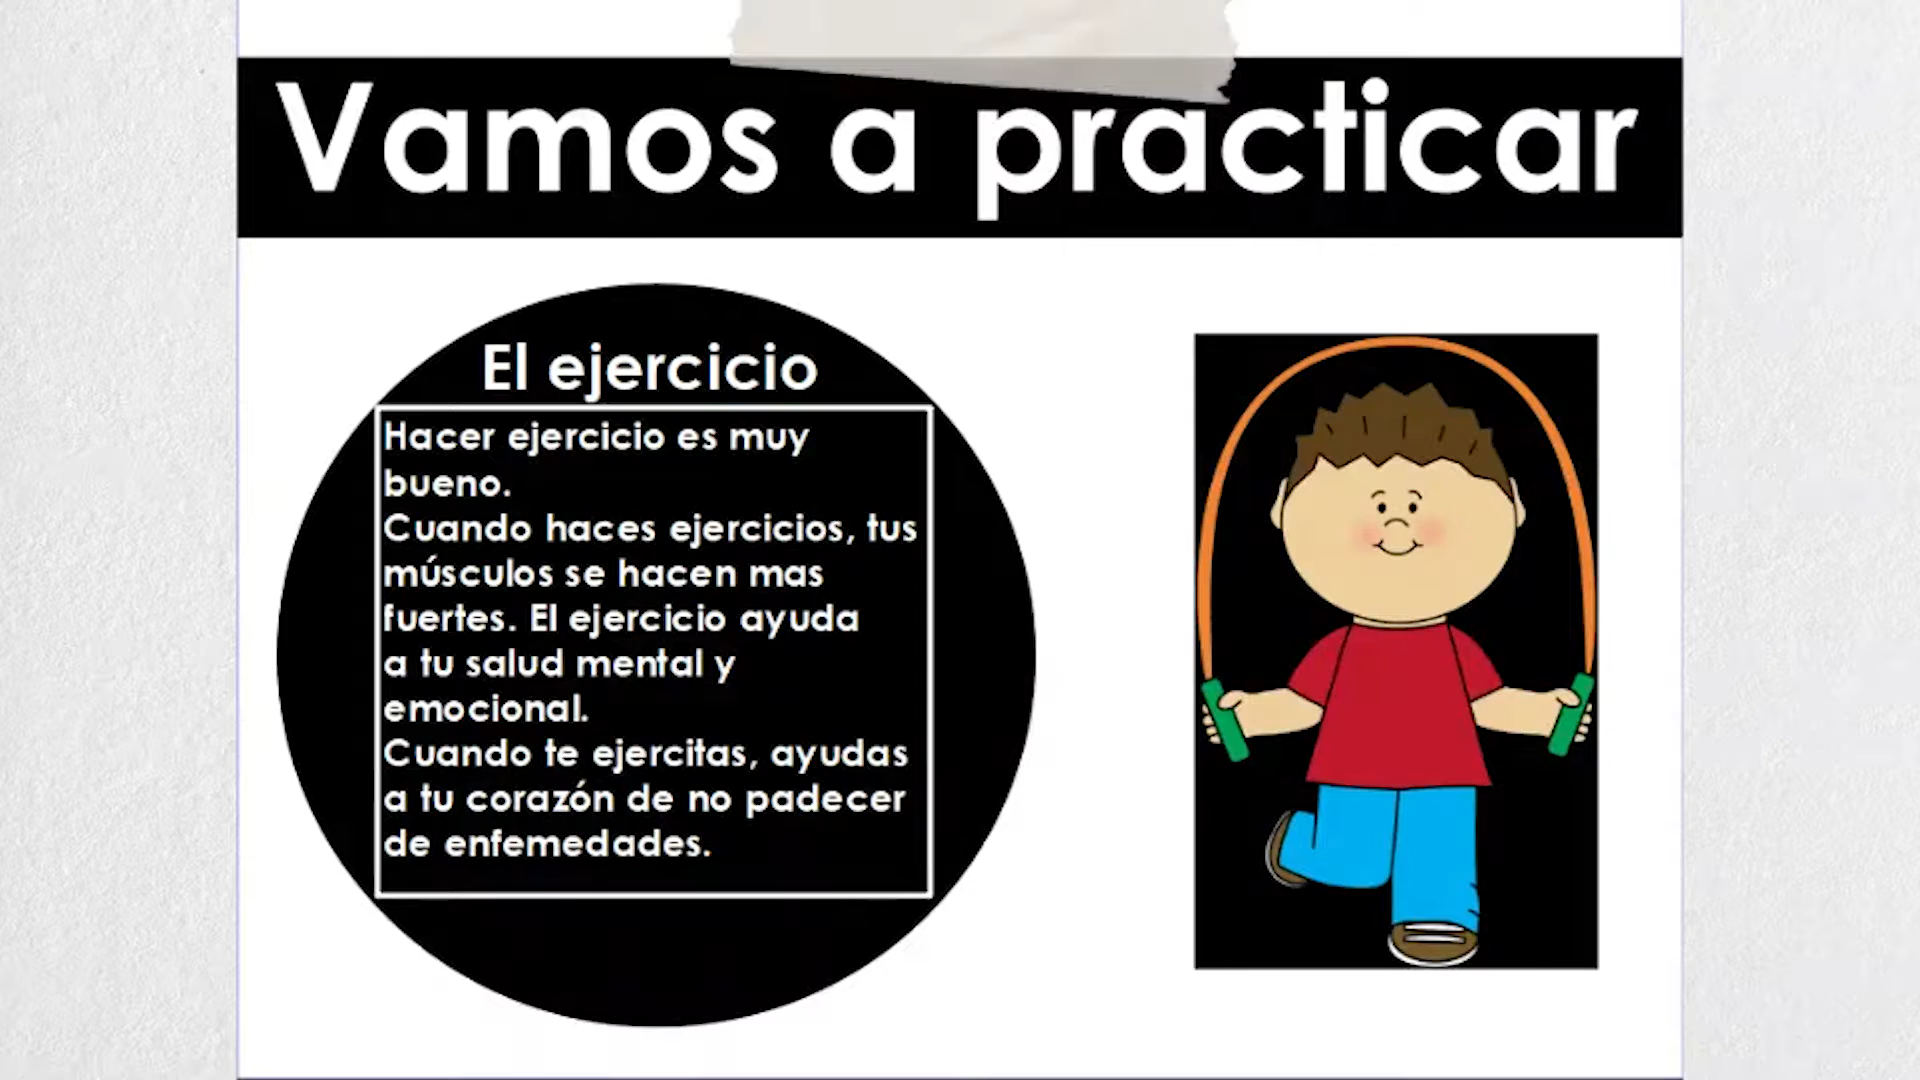 Vamos a practicar
El ejercicio
Hacer ejercicio es muy
bueno.
Cuando haces ejercicios, tus
músculos se hacen mas
fuertes. El ejercicio ayuda
a tu salud mental y
emocional.
Cuando te ejercitas, ayudas
a tu corazón de no padecer
de enfemedades.